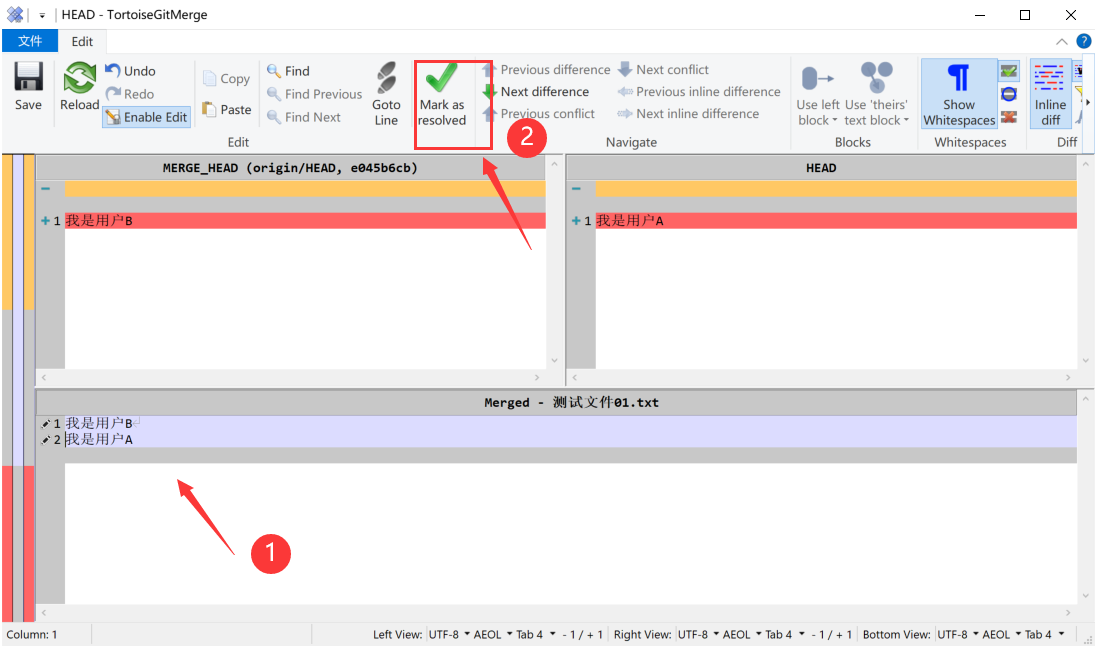 HEAD - TortoiseGitMerge
文件 Edit
Save
Reload
Undo
Redo
Enable Edit
Copy
Paste
Find
Find Previous
Find Next
Goto
Line
Edit
Mark as
resolved
Previous difference
Next difference
Previous conflict
Next conflict
Previous inline difference
Next inline difference
Navigate
Use left
block
Use 'theirs'
text block
Blocks
Show
Whitespaces
Whitespaces
Inline
diff
Diff
2
MERGE_HEAD (origin/HEAD, e045b6cb)
1 我是用户B
HEAD
1 我是用户A
Merged - 测试文件01.txt
1 我是用户B
2 我是用户A
1
Column: 1 Left View: UTF-8 AEOL Tab 4 - 1 / + 1 Right View: UTF-8 AEOL Tab 4 - 1 / + 1 Bottom View: UTF-8 AEOL Tab 4